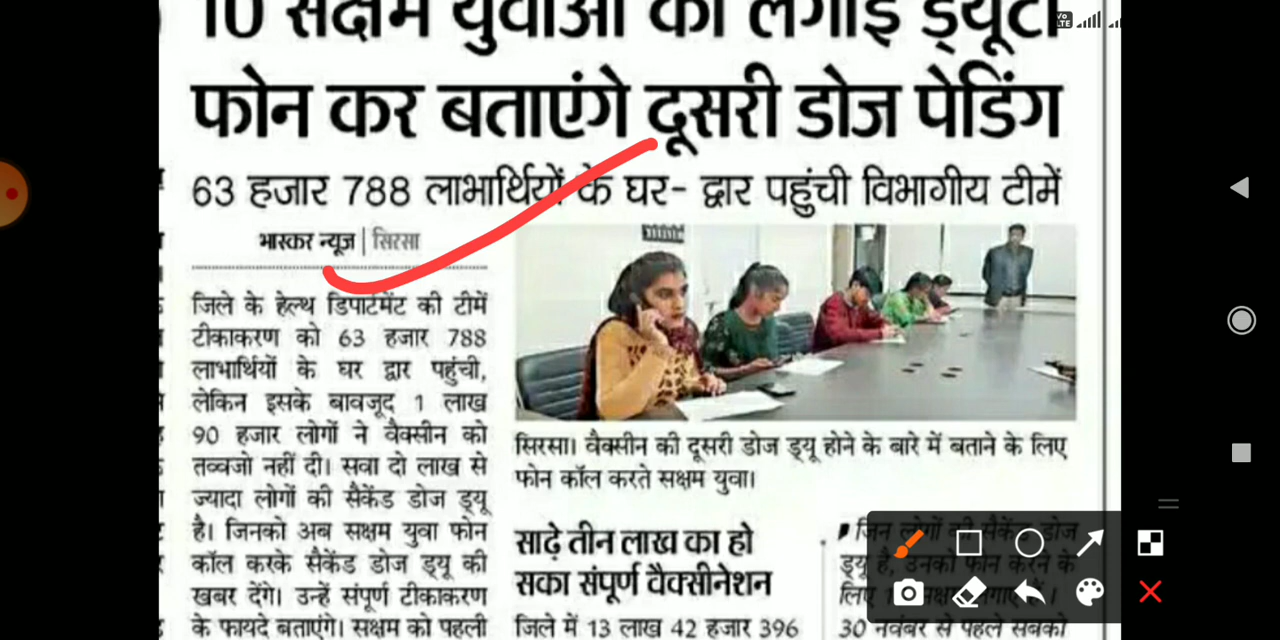 10 सक्षम युवाओं की लगाई ड्यूटी
फोन कर बताएंगे दूसरी डोज पेडिंग
63 हजार 788 लाभार्थियों के घर- द्वार पहुंची विभागीय टीमें
भास्कर न्यूज | सिरसा
जिले के हेल्थ डिपार्टमेंट की टीमें
टीकाकरण को 63 हजार 788
लाभार्थियों के घर द्वार पहुंची,
लेकिन इसके बावजूद 1 लाख
90 हजार लोगों ने वैक्सीन को
तव्वजो नहीं दी। सवा दो लाख से
ज्यादा लोगों की सैकेंड डोज ड्यू
है। जिनको अब सक्षम युवा फोन
कॉल करके सैकेंड डोज ड्यू की
खबर देंगे। उन्हें संपूर्ण टीकाकरण
के फायदे बताएंगे। सक्षम को पहली
सिरसा। वैक्सीन की दूसरी डोज ड्यू होने के बारे में बताने के लिए
फोन कॉल करते सक्षम युवा।
साढ़े तीन लाख का हो
सका संपूर्ण वैक्सीनेशन
जिले में 13 लाख 42 हजार 396
जिन लोगों की सैकेंड डोज
ड्यू है, उनको फोन करने के
लिए
30 नवंबर से पहले सबको
Vo
LTE